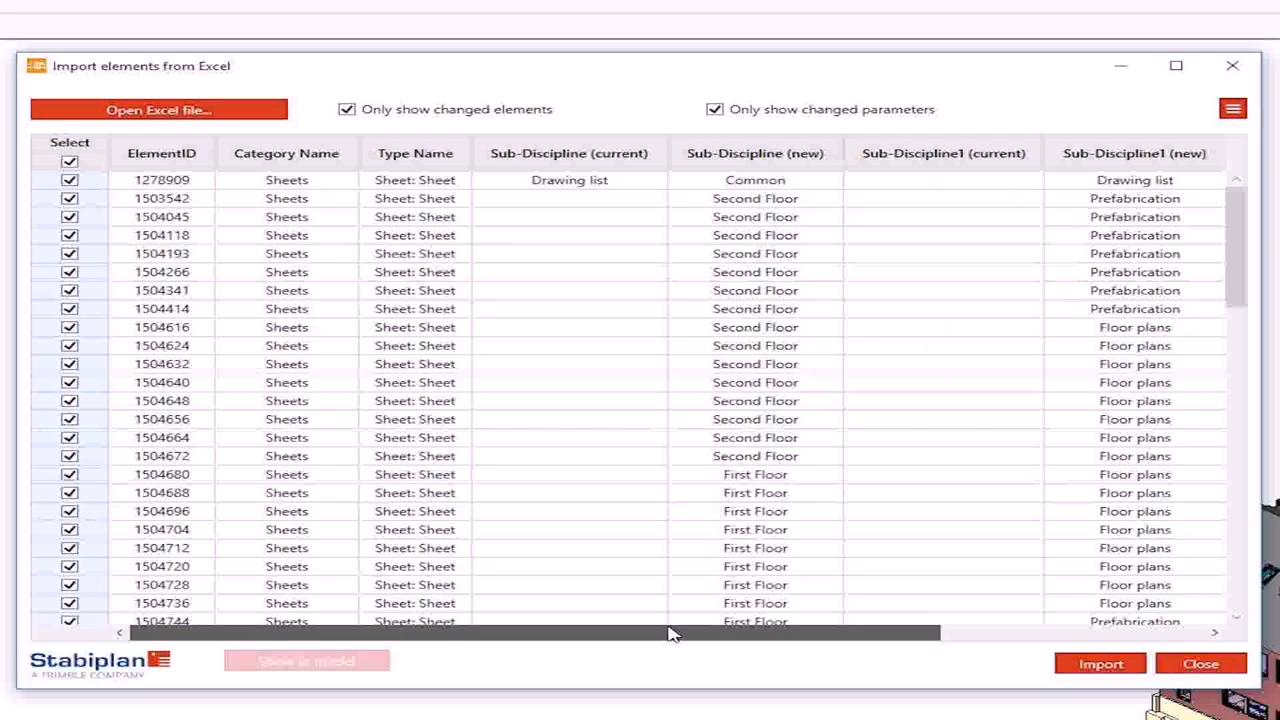 Import elements from Excel
Open Excel file... Only show changed elements Only show changed parameters
Select ElementID Category Name Type Name Sub-Discipline (current) Sub-Discipline (new) Sub-Discipline1 (current) Sub-Discipline1 (new)
1278909 Sheets Sheet: Sheet Drawing list Common Drawing list
1503542 Sheets Sheet: Sheet Second Floor Prefabrication
1504045 Sheets Sheet: Sheet Second Floor Prefabrication
1504118 Sheets Sheet: Sheet Second Floor Prefabrication
1504193 Sheets Sheet: Sheet Second Floor Prefabrication
1504266 Sheets Sheet: Sheet Second Floor Prefabrication
1504341 Sheets Sheet: Sheet Second Floor Prefabrication
1504414 Sheets Sheet: Sheet Second Floor Prefabrication
1504616 Sheets Sheet: Sheet Second Floor Floor plans
1504624 Sheets Sheet: Sheet Second Floor Floor plans
1504632 Sheets Sheet: Sheet Second Floor Floor plans
1504640 Sheets Sheet: Sheet Second Floor Floor plans
1504648 Sheets Sheet: Sheet Second Floor Floor plans
1504656 Sheets Sheet: Sheet Second Floor Floor plans
1504664 Sheets Sheet: Sheet Second Floor Floor plans
1504672 Sheets Sheet: Sheet Second Floor Floor plans
1504680 Sheets Sheet: Sheet First Floor Floor plans
1504688 Sheets Sheet: Sheet First Floor Floor plans
1504696 Sheets Sheet: Sheet First Floor Floor plans
1504704 Sheets Sheet: Sheet First Floor Floor plans
1504712 Sheets Sheet: Sheet First Floor Floor plans
1504720 Sheets Sheet: Sheet First Floor Floor plans
1504728 Sheets Sheet: Sheet First Floor Floor plans
1504736 Sheets Sheet: Sheet First Floor Floor plans
1504744 Sheets Sheet: Sheet First Floor Prefabrication
Stabiplan Show in model Import Close
A TRIMBLE COMPANY